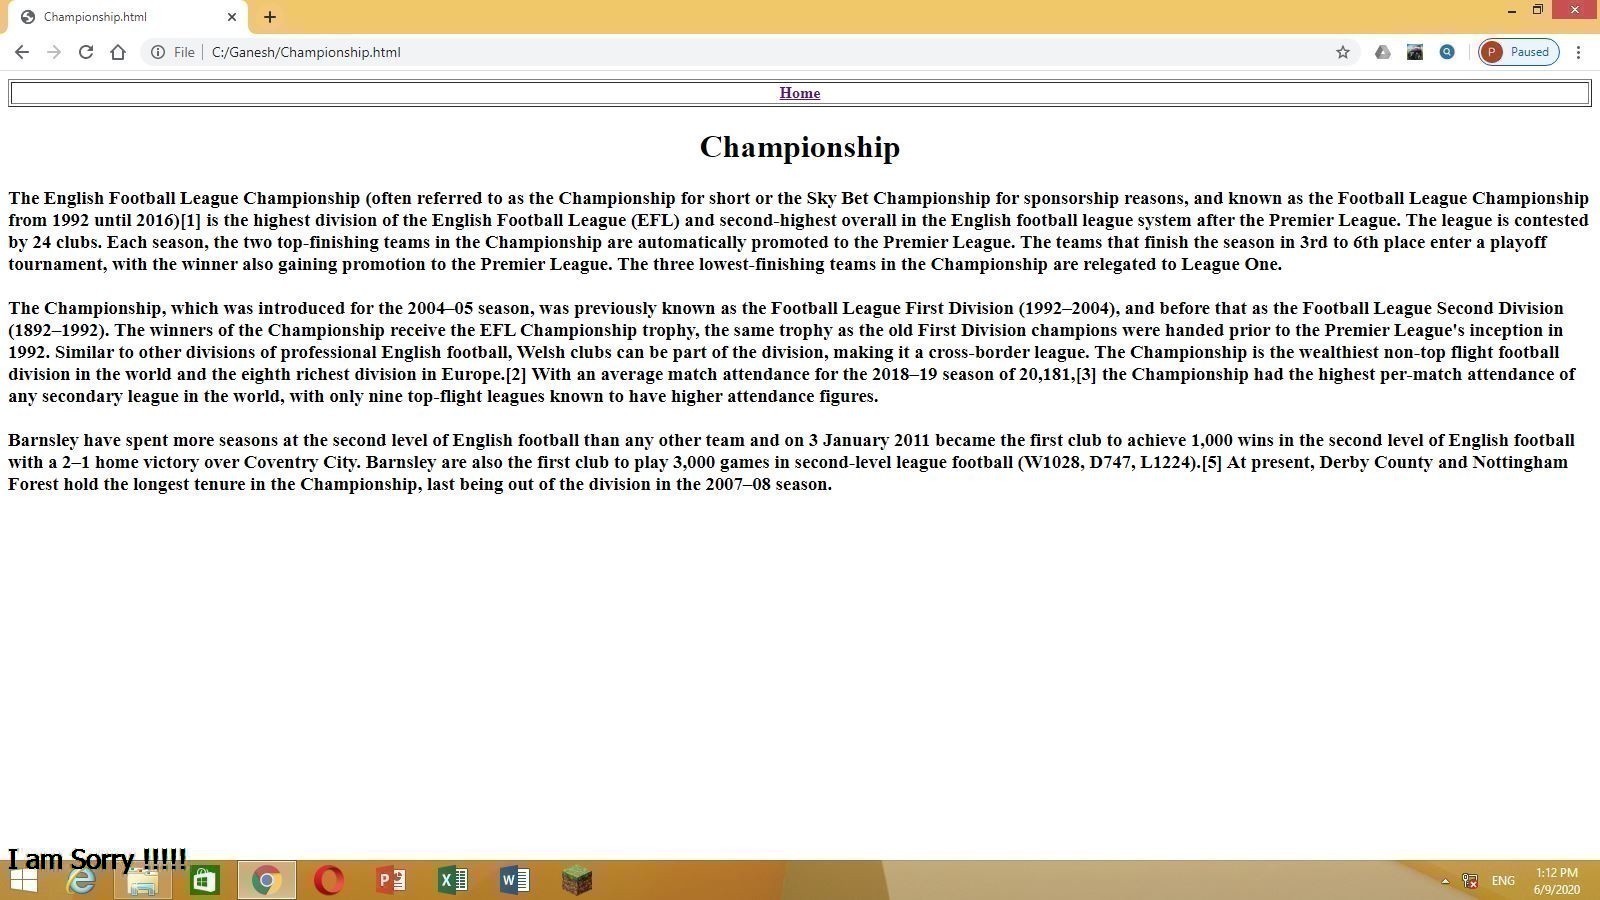 Championship.html
File C:/Ganesh/Championship.html
P Paused
Home
Championship
The English Football League Championship (often referred to as the Championship for short or the Sky Bet Championship for sponsorship reasons, and known as the Football League Championship
from 1992 until 2016)[1] is the highest division of the English Football League (EFL) and second-highest overall in the English football league system after the Premier League. The league is contested
by 24 clubs. Each season, the two top-finishing teams in the Championship are automatically promoted to the Premier League. The teams that finish the season in 3rd to 6th place enter a playoff
tournament, with the winner also gaining promotion to the Premier League. The three lowest-finishing teams in the Championship are relegated to League One.
The Championship, which was introduced for the 2004–05 season, was previously known as the Football League First Division (1992–2004), and before that as the Football League Second Division
(1892–1992). The winners of the Championship receive the EFL Championship trophy, the same trophy as the old First Division champions were handed prior to the Premier League's inception in
1992. Similar to other divisions of professional English football, Welsh clubs can be part of the division, making it a cross-border league. The Championship is the wealthiest non-top flight football
division in the world and the eighth richest division in Europe.[2] With an average match attendance for the 2018–19 season of 20,181,[3] the Championship had the highest per-match attendance of
any secondary league in the world, with only nine top-flight leagues known to have higher attendance figures.
Barnsley have spent more seasons at the second level of English football than any other team and on 3 January 2011 became the first club to achieve 1,000 wins in the second level of English football
with a 2–1 home victory over Coventry City. Barnsley are also the first club to play 3,000 games in second-level league football (W1028, D747, L1224).[5] At present, Derby County and Nottingham
Forest hold the longest tenure in the Championship, last being out of the division in the 2007–08 season.
I am Sorry !!!!!
ENG
1:12 PM
6/9/2020